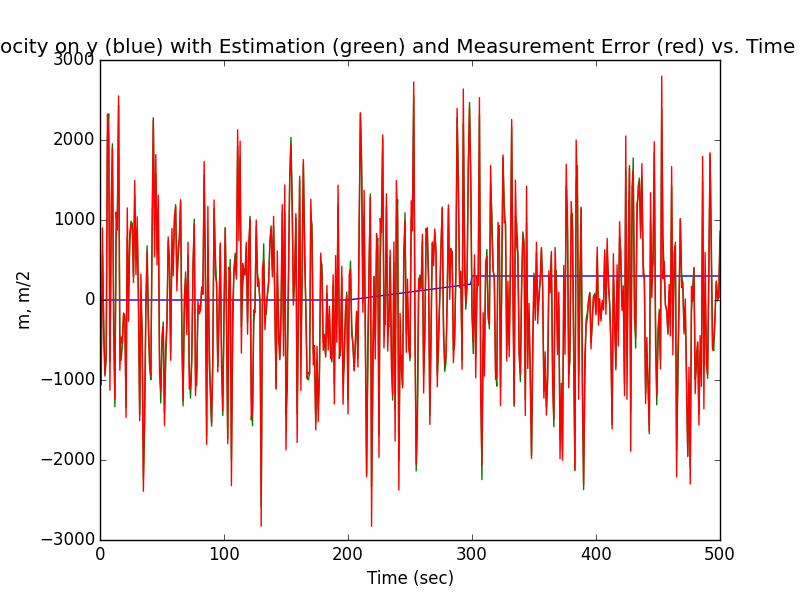 ocity on y (blue) with Estimation (green) and Measurement Error (red) vs. Time
3000
2000
1000
0
−1000
−2000
−3000
m, m/2
0 100 200 300 400 500
Time (sec)